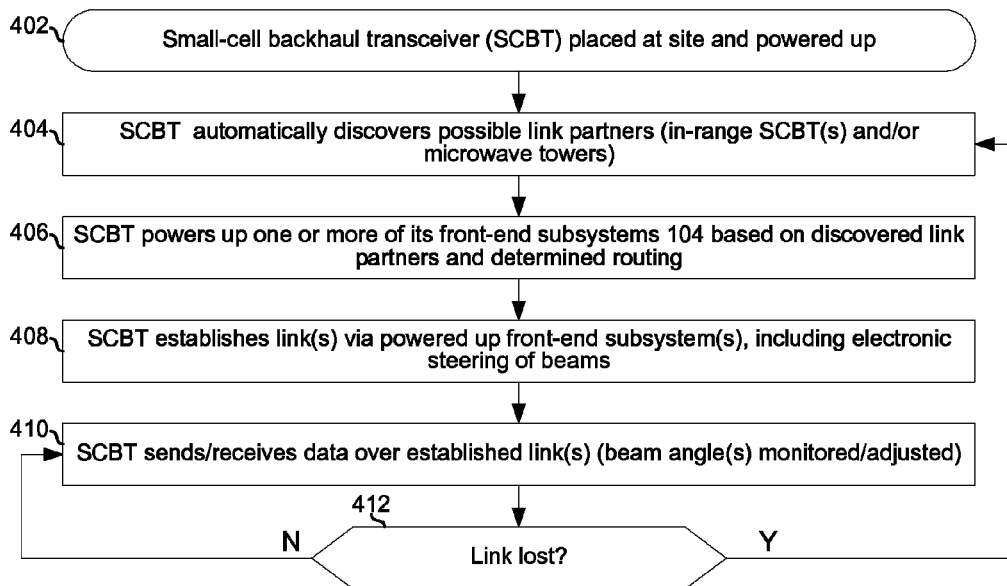 402
Small-cell backhaul transceiver (SCBT) placed at site and powered up
404
SCBT automatically discovers possible link partners (in-range SCBT(s) and/or
microwave towers)
406
SCBT powers up one or more of its front-end subsystems 104 based on discovered link
partners and determined routing
408
SCBT establishes link(s) via powered up front-end subsystem(s), including electronic
steering of beams
410
SCBT sends/receives data over established link(s) (beam angle(s) monitored/adjusted)
412
N
Link lost?
Y